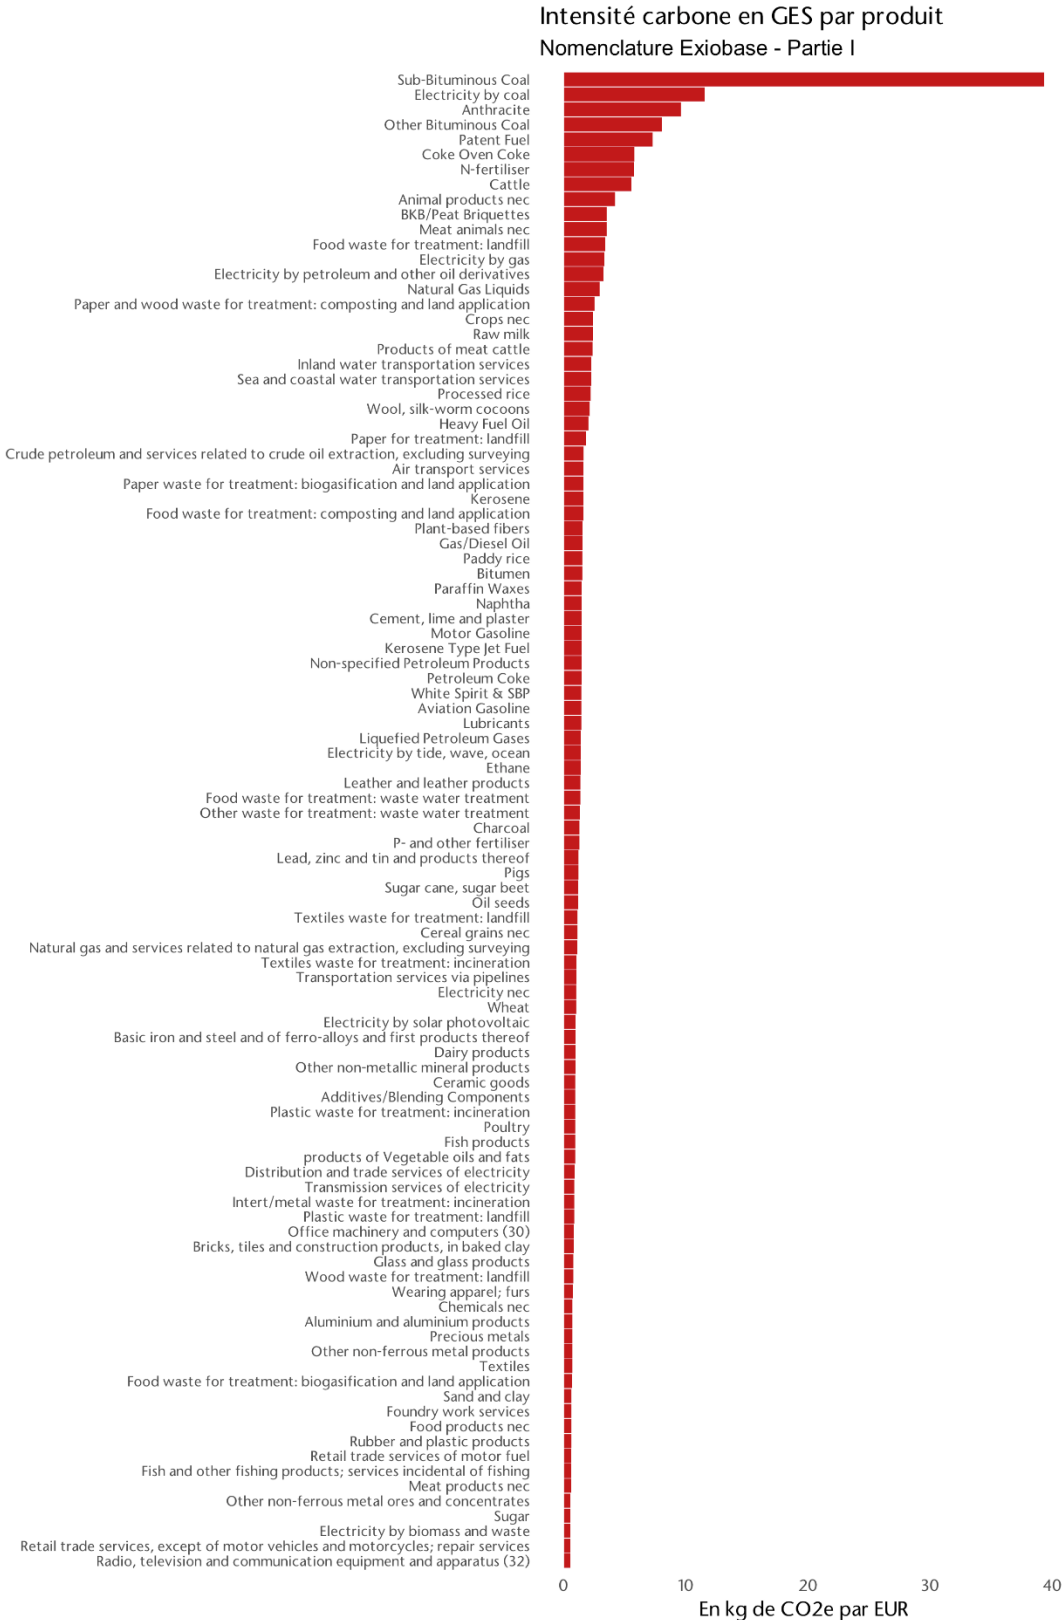 Intensité carbone en GES par produit
Nomenclature Exiobase - Partie I
Sub-Bituminous Coal
Electricity by coal
Anthracite
Other Bituminous Coal
Patent Fuel
Coke Oven Coke
N-fertiliser
Cattle
Animal products nec
BKB/Peat Briquettes
Meat animals nec
Food waste for treatment: landfill
Electricity by gas
Electricity by petroleum and other oil derivatives
Natural Gas Liquids
Paper and wood waste for treatment: composting and land application
Crops nec
Raw milk
Products of meat cattle
Inland water transportation services
Sea and coastal water transportation services
Processed rice
Wool, silk-worm cocoons
Heavy Fuel Oil
Paper for treatment: landfill
Crude petroleum and services related to crude oil extraction, excluding surveying
Air transport services
Paper waste for treatment: biogasification and land application
Kerosene
Food waste for treatment: composting and land application
Plant-based fibers
Gas/Diesel Oil
Paddy rice
Bitumen
Paraffin Waxes
Naphtha
Cement, lime and plaster
Motor Gasoline
Kerosene Type Jet Fuel
Non-specified Petroleum Products
Petroleum Coke
White Spirit & SBP
Aviation Gasoline
Lubricants
Liquefied Petroleum Gases
Electricity by tide, wave, ocean
Ethane
Leather and leather products
Food waste for treatment: waste water treatment
Other waste for treatment: waste water treatment
Charcoal
P- and other fertiliser
Lead, zinc and tin and products thereof
Pigs
Sugar cane, sugar beet
Oil seeds
Textiles waste for treatment: landfill
Cereal grains nec
Natural gas and services related to natural gas extraction, excluding surveying
Textiles waste for treatment: incineration
Transportation services via pipelines
Electricity nec
Wheat
Electricity by solar photovoltaic
Basic iron and steel and of ferro-alloys and first products thereof
Dairy products
Other non-metallic mineral products
Ceramic goods
Additives/Blending Components
Plastic waste for treatment: incineration
Poultry
Fish products
products of Vegetable oils and fats
Distribution and trade services of electricity
Transmission services of electricity
Intert/metal waste for treatment: incineration
Plastic waste for treatment: landfill
Office machinery and computers (30)
Bricks, tiles and construction products, in baked clay
Glass and glass products
Wood waste for treatment: landfill
Wearing apparel; furs
Chemicals nec
Aluminium and aluminium products
Precious metals
Other non-ferrous metal products
Textiles
Food waste for treatment: biogasification and land application
Sand and clay
Foundry work services
Food products nec
Rubber and plastic products
Retail trade services of motor fuel
Fish and other fishing products; services incidental of fishing
Meat products nec
Other non-ferrous metal ores and concentrates
Sugar
Electricity by biomass and waste
Retail trade services, except of motor vehicles and motorcycles; repair services
Radio, television and communication equipment and apparatus (32)
0 10 20 30 40
En kg de CO2e par EUR